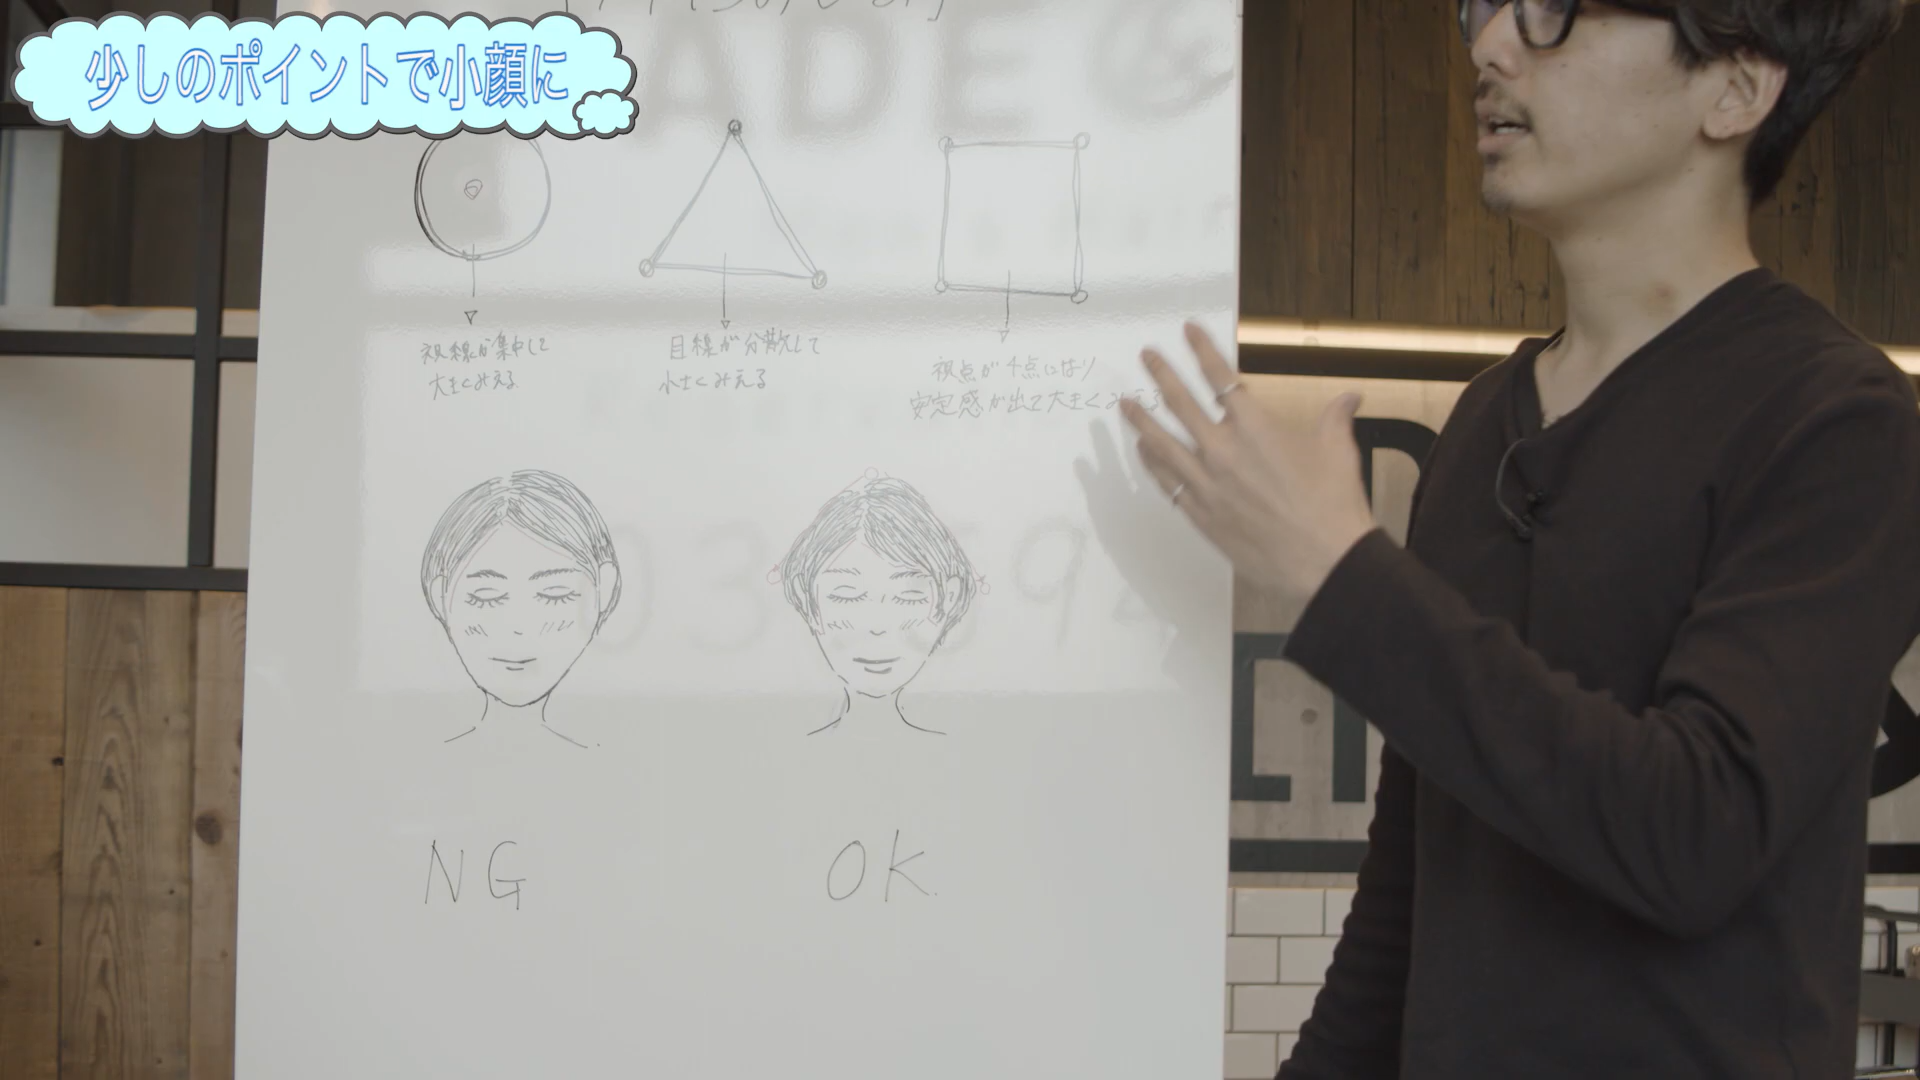 少しのポイントで小顔に
ADE
視線が集中して
大きくみえる
目線が分散して
小さくみえる
視点が4点になり
安定感が出て大きくみえる
NG
OK.